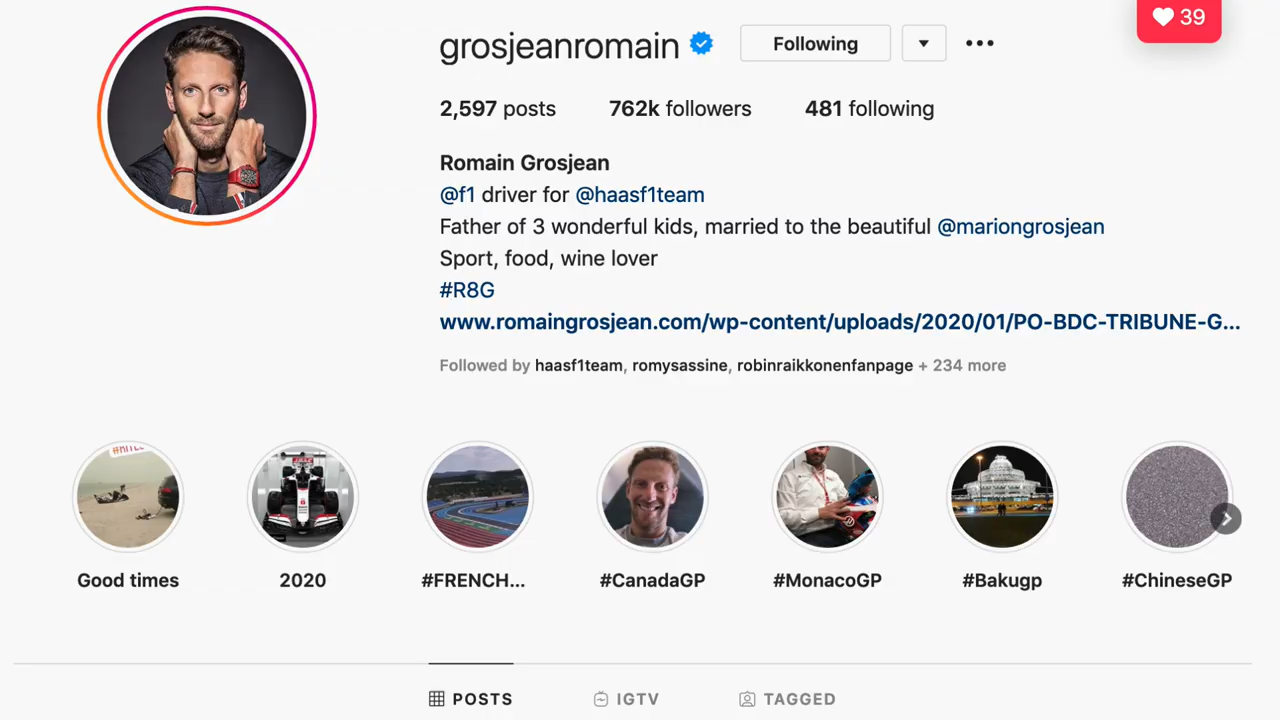 39
grosjeanromain
Following
2,597 posts 762k followers 481 following
Romain Grosjean
@f1 driver for @haasf1team
Father of 3 wonderful kids, married to the beautiful @mariongrosjean
Sport, food, wine lover
#R8G
www.romaingrosjean.com/wp-content/uploads/2020/01/PO-BDC-TRIBUNE-G...
Followed by haasf1team, romysassine, robinraikkonenfanpage + 234 more
Good times 2020 #FRENCH... #CanadaGP #MonacoGP #Bakugp #ChineseGP
POSTS IGTV TAGGED